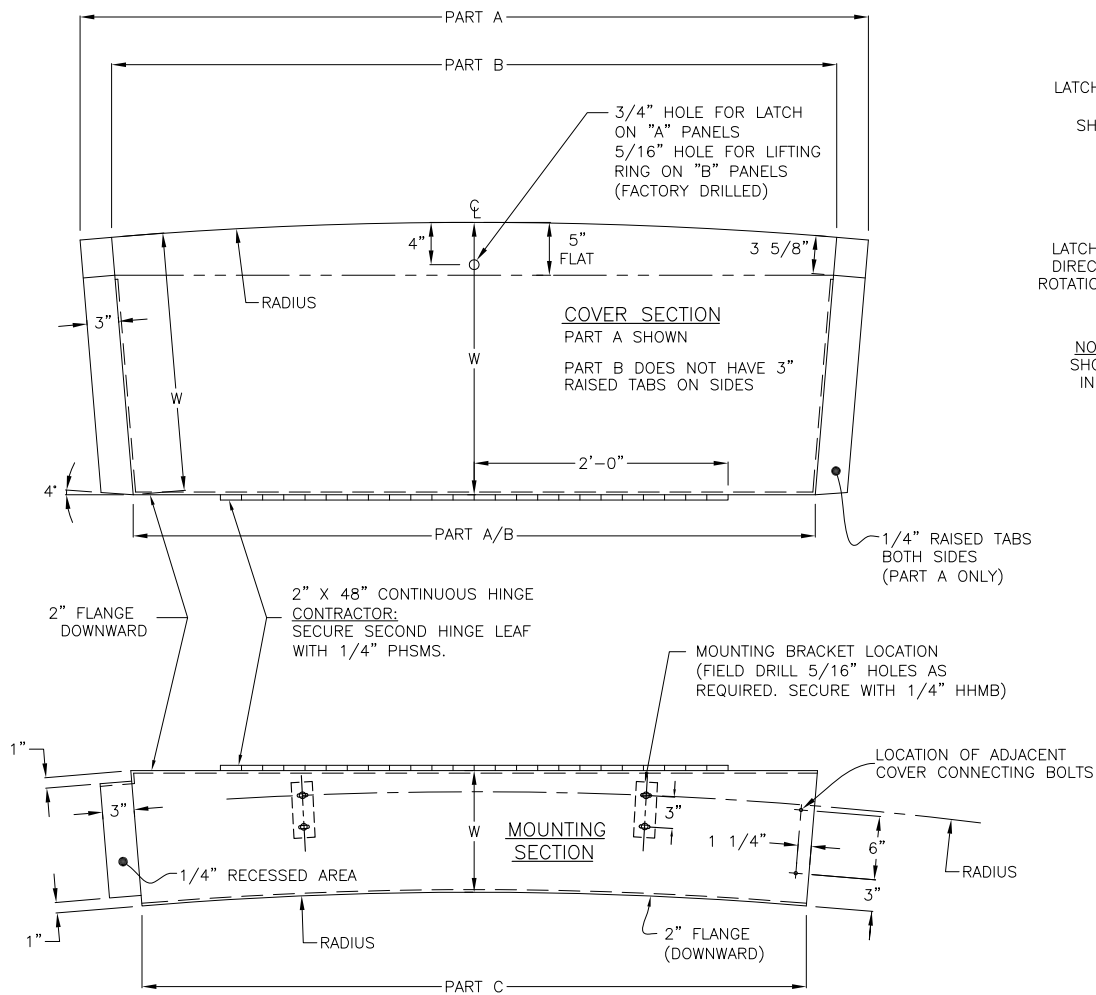 PART A
PART B
3/4" HOLE FOR LATCH
ON "A" PANELS
5/16" HOLE FOR LIFTING
RING ON "B" PANELS
(FACTORY DRILLED)
LATCH
SH
℄
4"
5"
FLAT
3 5/8"
LATCH
DIREC
ROTATIO
RADIUS
3"
COVER SECTION
PART A SHOWN
PART B DOES NOT HAVE 3"
RAISED TABS ON SIDES
NO
SHO
IN
W
W
2'-0"
4°
PART A/B
1/4" RAISED TABS
BOTH SIDES
(PART A ONLY)
2" FLANGE
DOWNWARD
2" X 48" CONTINUOUS HINGE
CONTRACTOR:
SECURE SECOND HINGE LEAF
WITH 1/4" PHSMS.
MOUNTING BRACKET LOCATION
(FIELD DRILL 5/16" HOLES AS
REQUIRED. SECURE WITH 1/4" HHMB)
1"
LOCATION OF ADJACENT
COVER CONNECTING BOLTS
3"
W
3"
MOUNTING
SECTION
1 1/4"
6"
RADIUS
1/4" RECESSED AREA
3"
1"
RADIUS
2" FLANGE
(DOWNWARD)
PART C